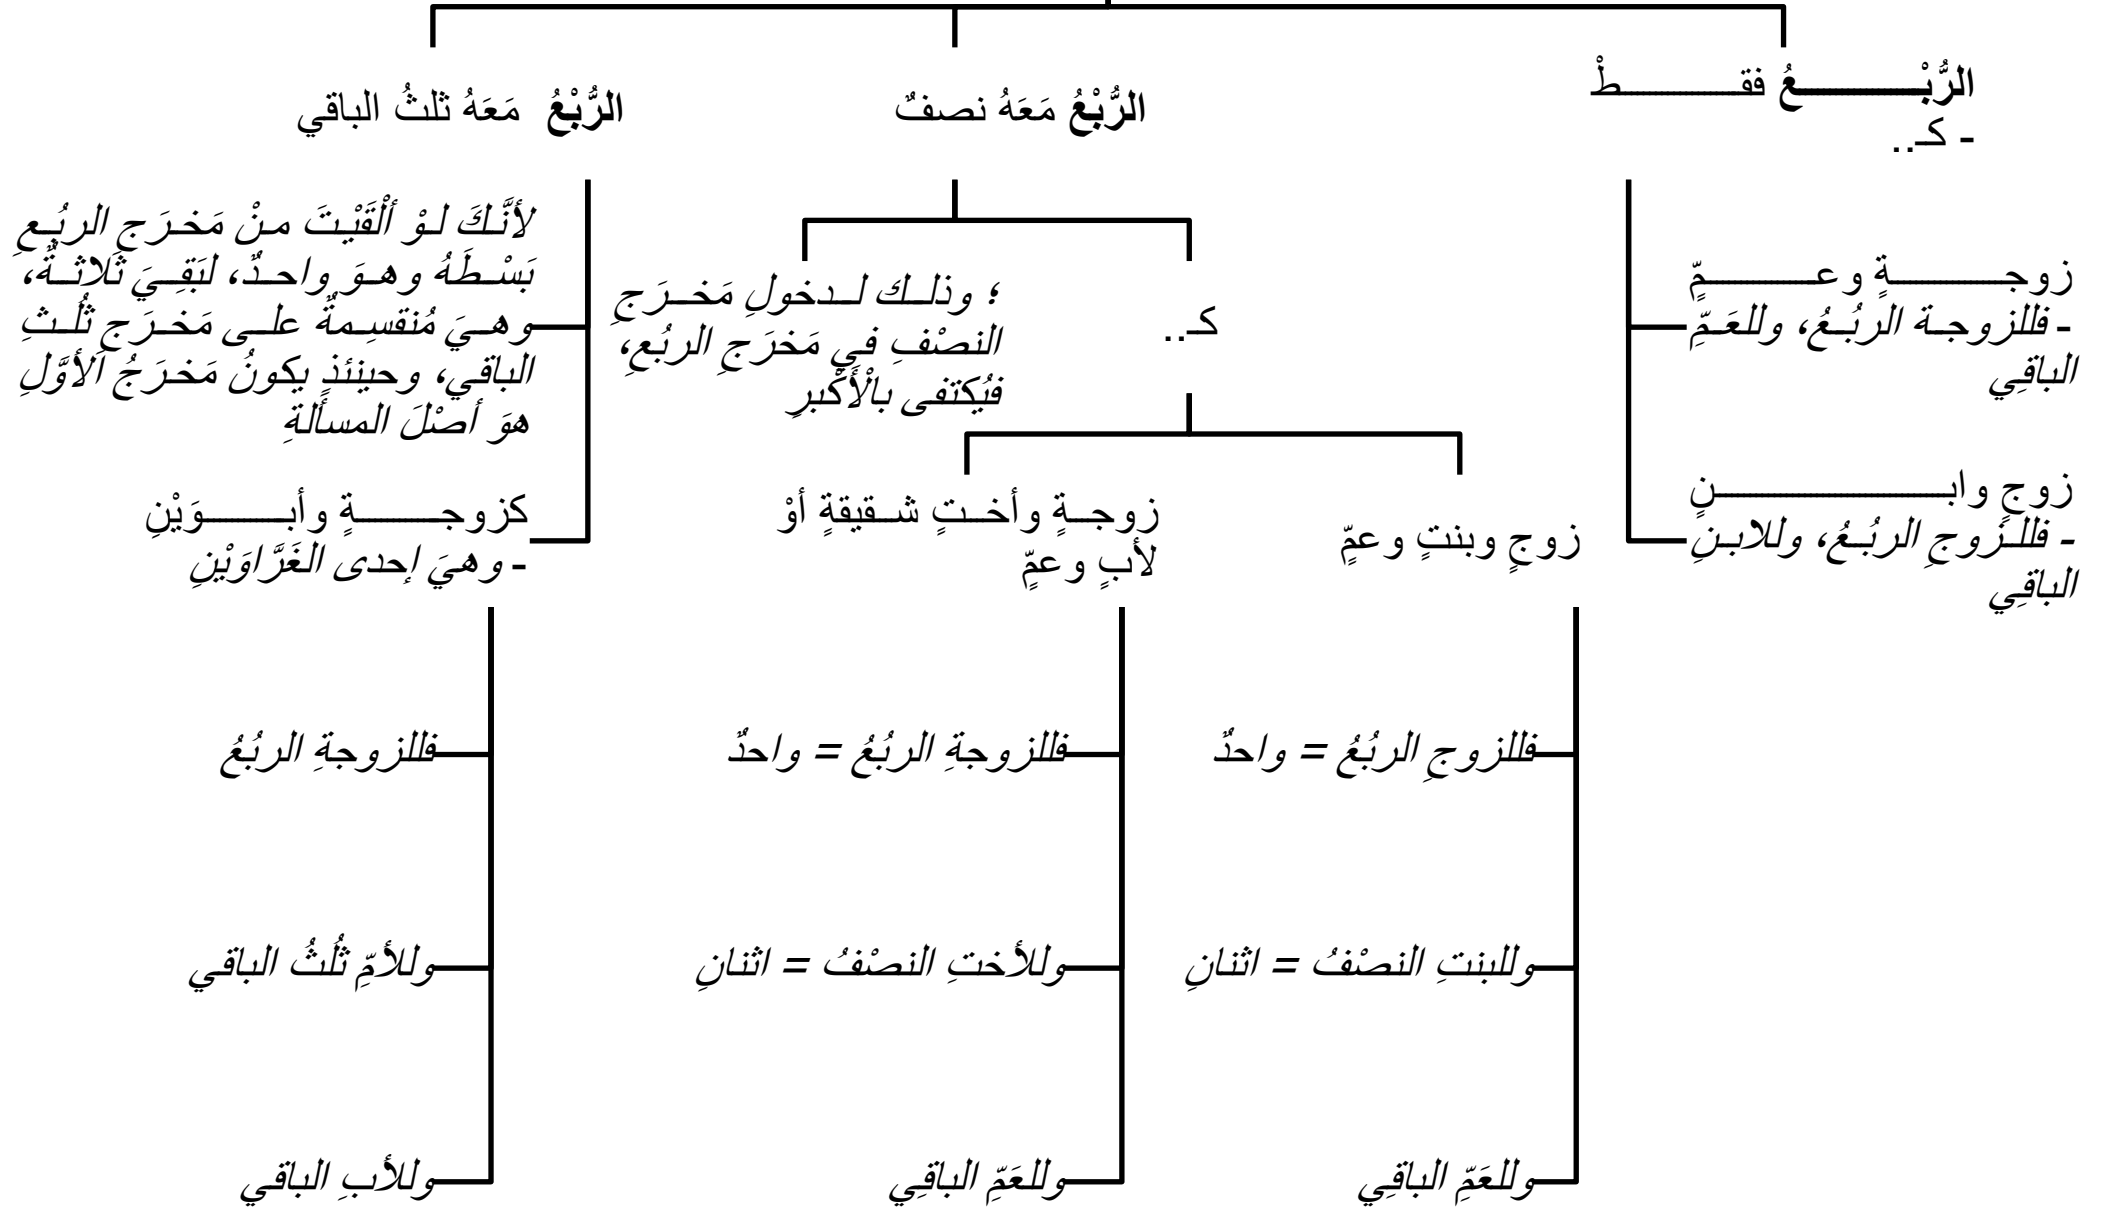 الرُّبْعُ فقطْ
- كـ..
زوجةٍ وعمٍّ
- فللزوجة الربُعُ، وللعَمِّ
الباقِي
زوجٍ وابنٍ
- فللزوجِ الربُعُ، وللابنِ
الباقِي
الرُّبْعُ مَعَهُ نصفٌ
كـ..
زوجٍ وبنتٍ وعمٍّ
فللزوجِ الربُعُ = واحدٌ
وللبنتِ النصْفُ = اثنانِ
وللعَمِّ الباقِي
زوجةٍ وأختٍ شقيقةٍ أوْ
لأبٍ وعمٍّ
فللزوجةِ الربُعُ = واحدٌ
وللأختِ النصْفُ = اثنانِ
وللعَمِّ الباقِي
؛ وذلك لدخولِ مَخرَجِ
النصْفِ في مَخرَجِ الربُعِ،
فيُكتفى بالْأَكْبرِ
الرُّبْعُ مَعَهُ ثلثُ الباقي
لأنَّكَ لوْ ألْقَيْتَ منْ مَخرَجِ الربُعِ
بَسْطَهُ وهوَ واحدٌ، لبَقِيَ ثَلاثةٌ،
وهيَ مُنقسِمةٌ على مَخرَجِ ثُلُثِ
الباقي، وحينئذٍ يكونُ مَخرَجُ الأوَّلِ
هوَ أصْلَ المسألةِ
كزوجةٍ وأبوَيْنِ
- وهيَ إحدى الغَرَّاوَيْنِ
فللزوجةِ الربُعُ
وللأمِّ ثُلُثُ الباقي
وللأبِ الباقي